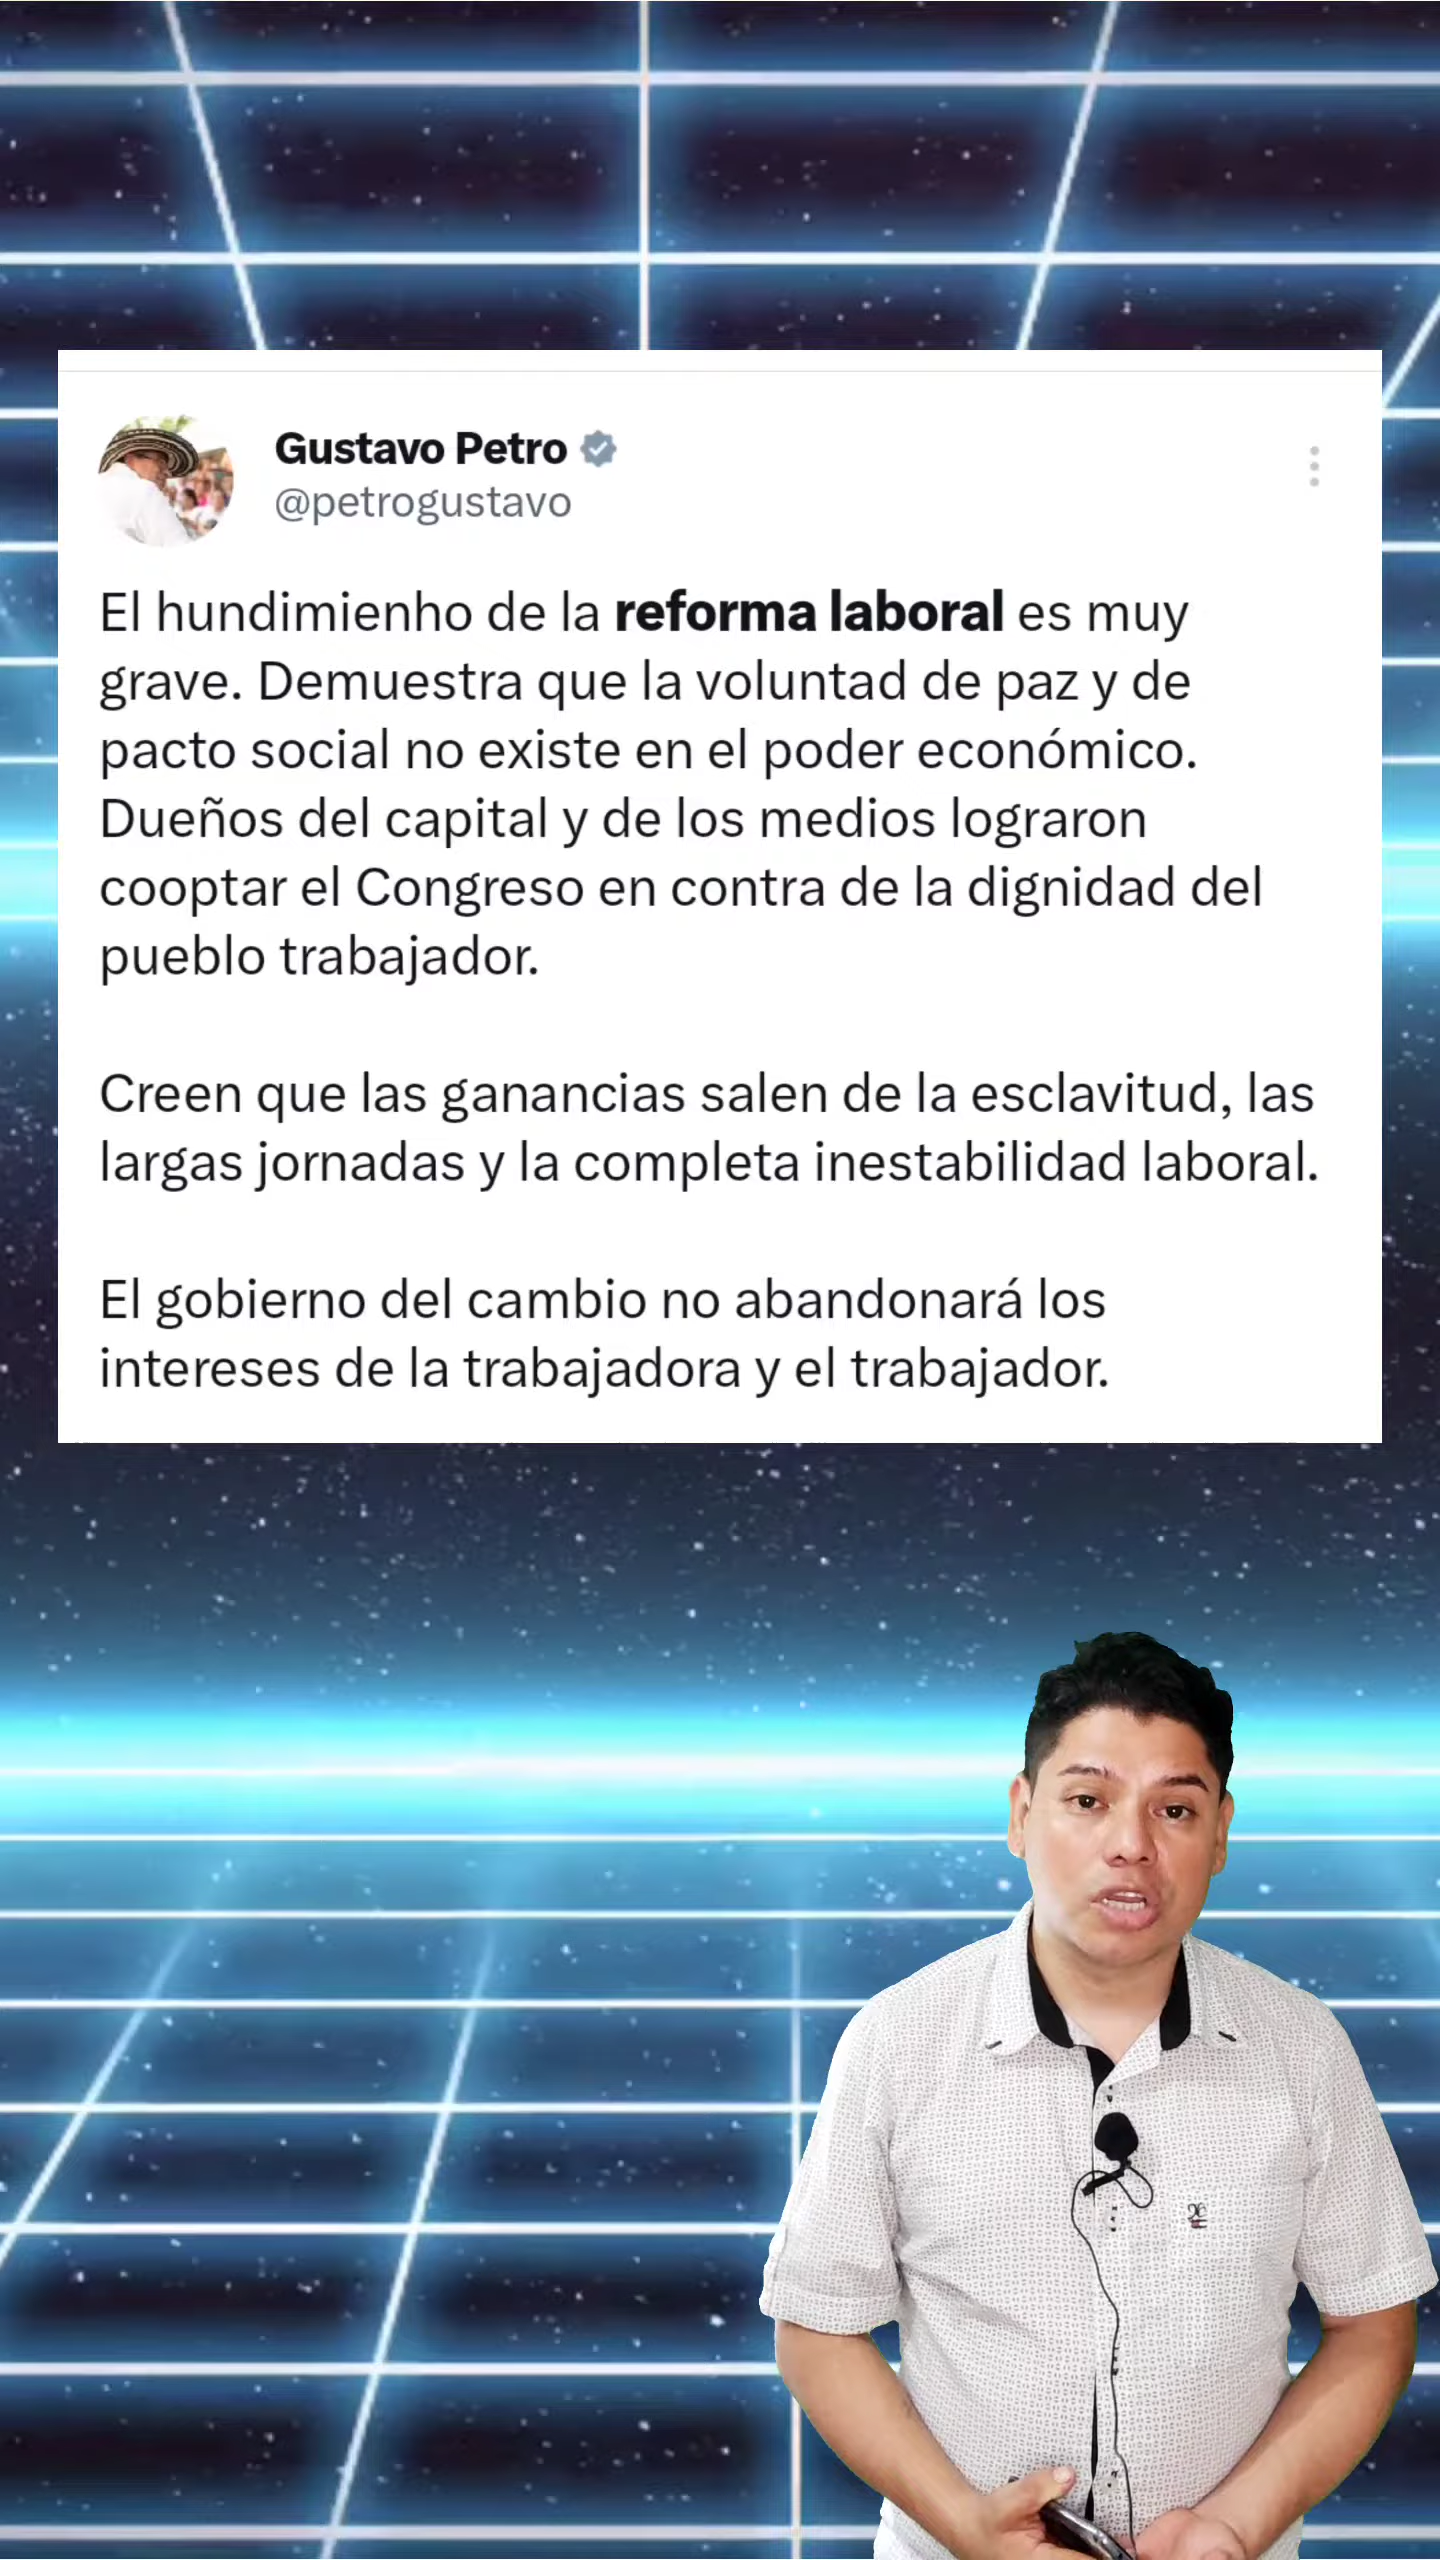 Gustavo Petro
@petrogustavo
El hundimienho de la reforma laboral es muy
grave. Demuestra que la voluntad de paz y de
pacto social no existe en el poder económico.
Dueños del capital y de los medios lograron
cooptar el Congreso en contra de la dignidad del
pueblo trabajador.
Creen que las ganancias salen de la esclavitud, las
largas jornadas y la completa inestabilidad laboral.
El gobierno del cambio no abandonará los
intereses de la trabajadora y el trabajador.